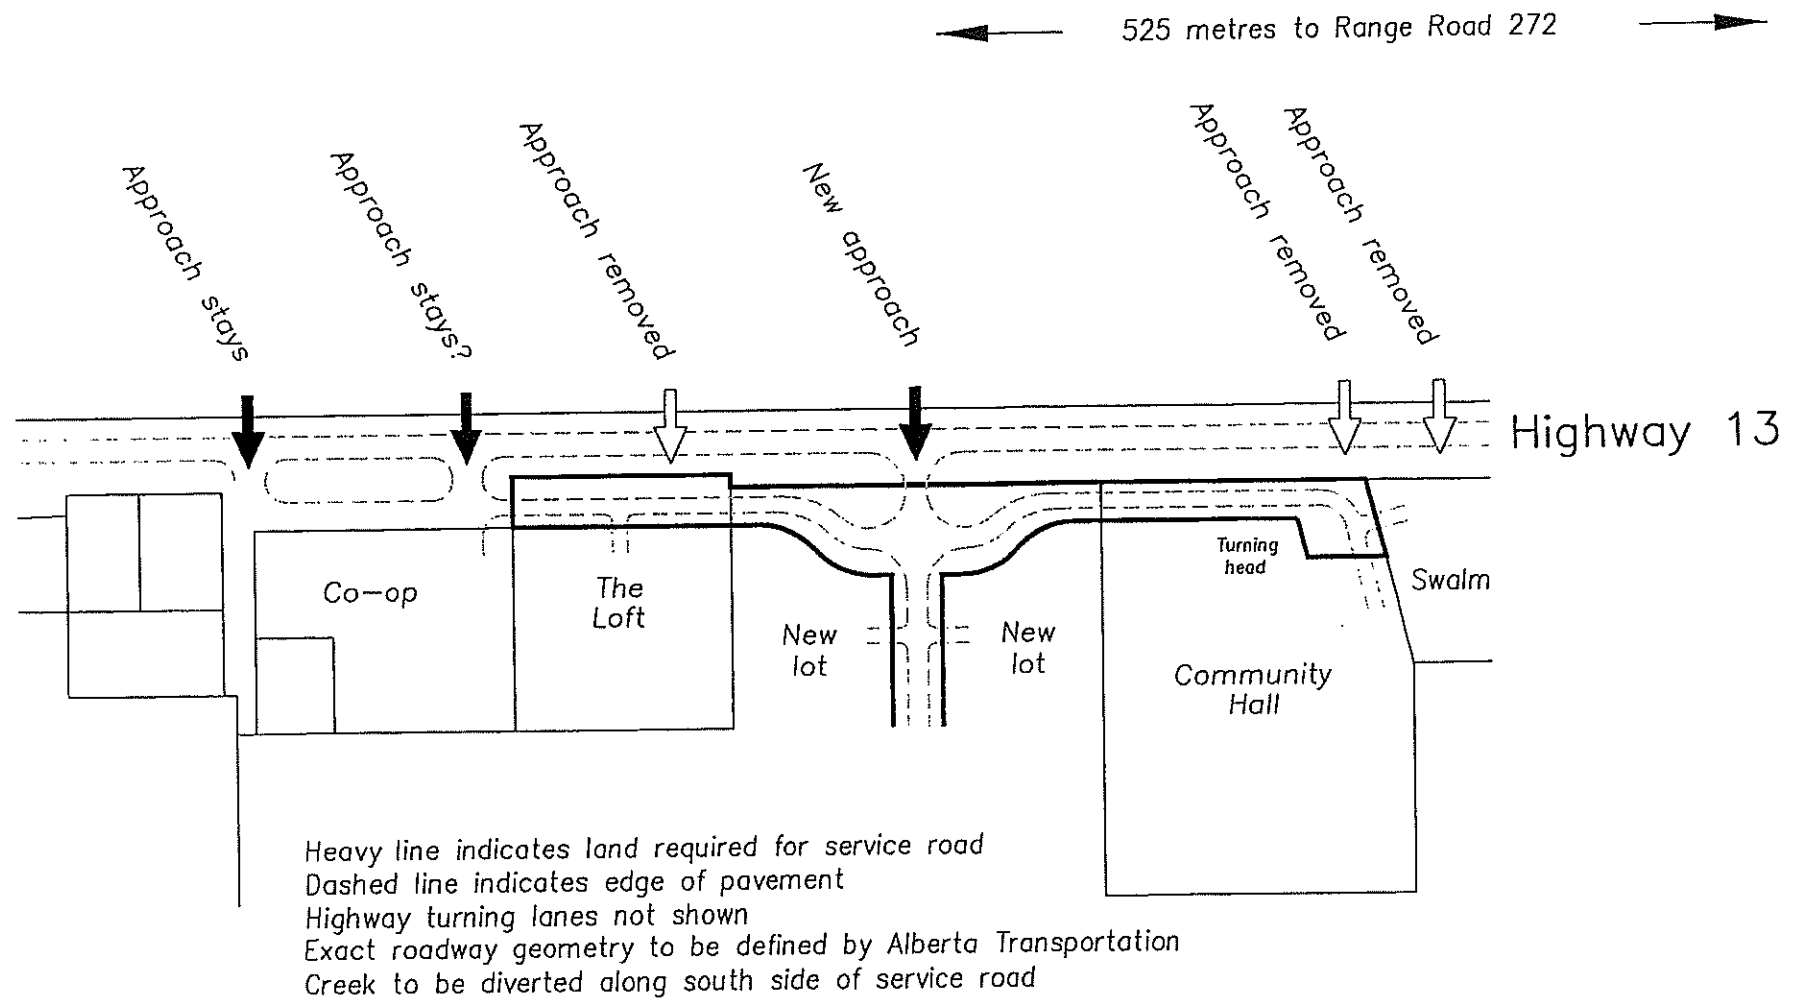 525 metres to Range Road 272
Approach stays
Approach stays?
Approach removed
New approach
Approach removed
Approach removed
Highway 13
Co-op
The
Loft
New
lot
New
lot
Turning
head
Swalm
Community
Hall
Heavy line indicates land required for service road
Dashed line indicates edge of pavement
Highway turning lanes not shown
Exact roadway geometry to be defined by Alberta Transportation
Creek to be diverted along south side of service road